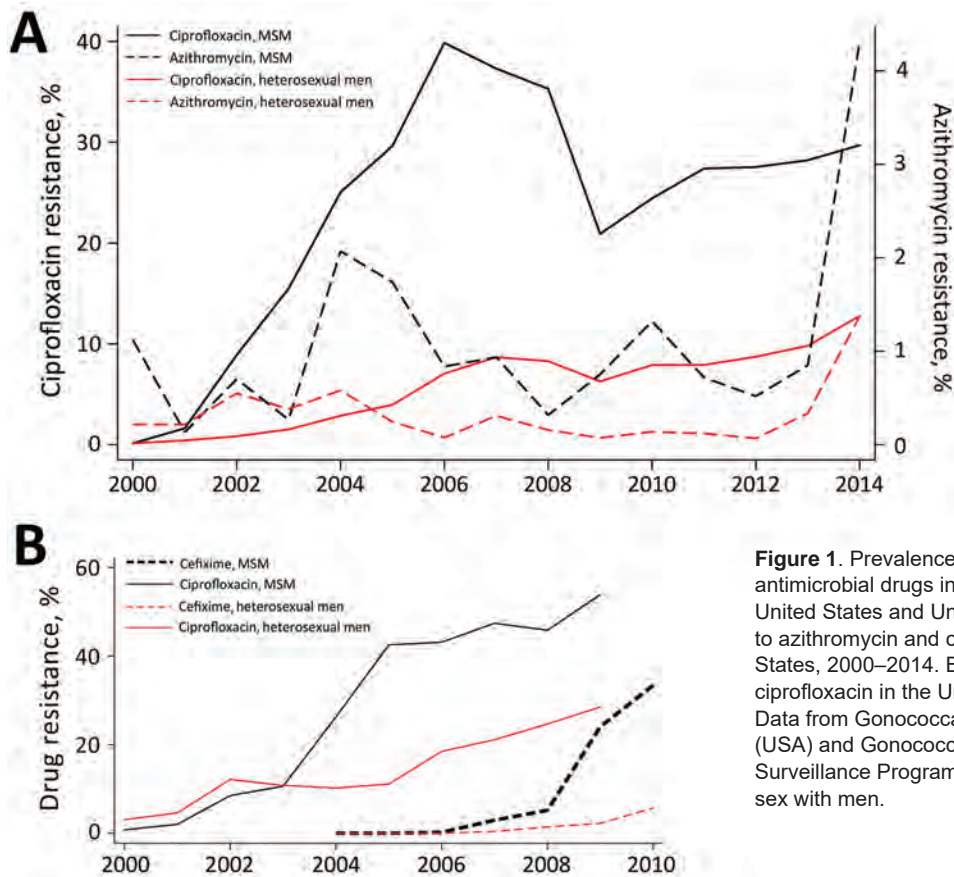 A
Ciprofloxacin, MSM
Azithromycin, MSM
Ciprofloxacin, heterosexual men
Azithromycin, heterosexual men
Ciprofloxacin resistance, %
40
30
20
10
0
Azithromycin resistance, %
4
3
2
1
0
2000 2002 2004 2006 2008 2010 2012 2014
B
Cefixime, MSM
Ciprofloxacin, MSM
Cefixime, heterosexual men
Ciprofloxacin, heterosexual men
Drug resistance, %
60
40
20
0
2000 2002 2004 2006 2008 2010
Figure 1. Prevalence
antimicrobial drugs in
United States and Un
to azithromycin and c
States, 2000–2014. B
ciprofloxacin in the Un
Data from Gonococca
(USA) and Gonococc
Surveillance Program
sex with men.